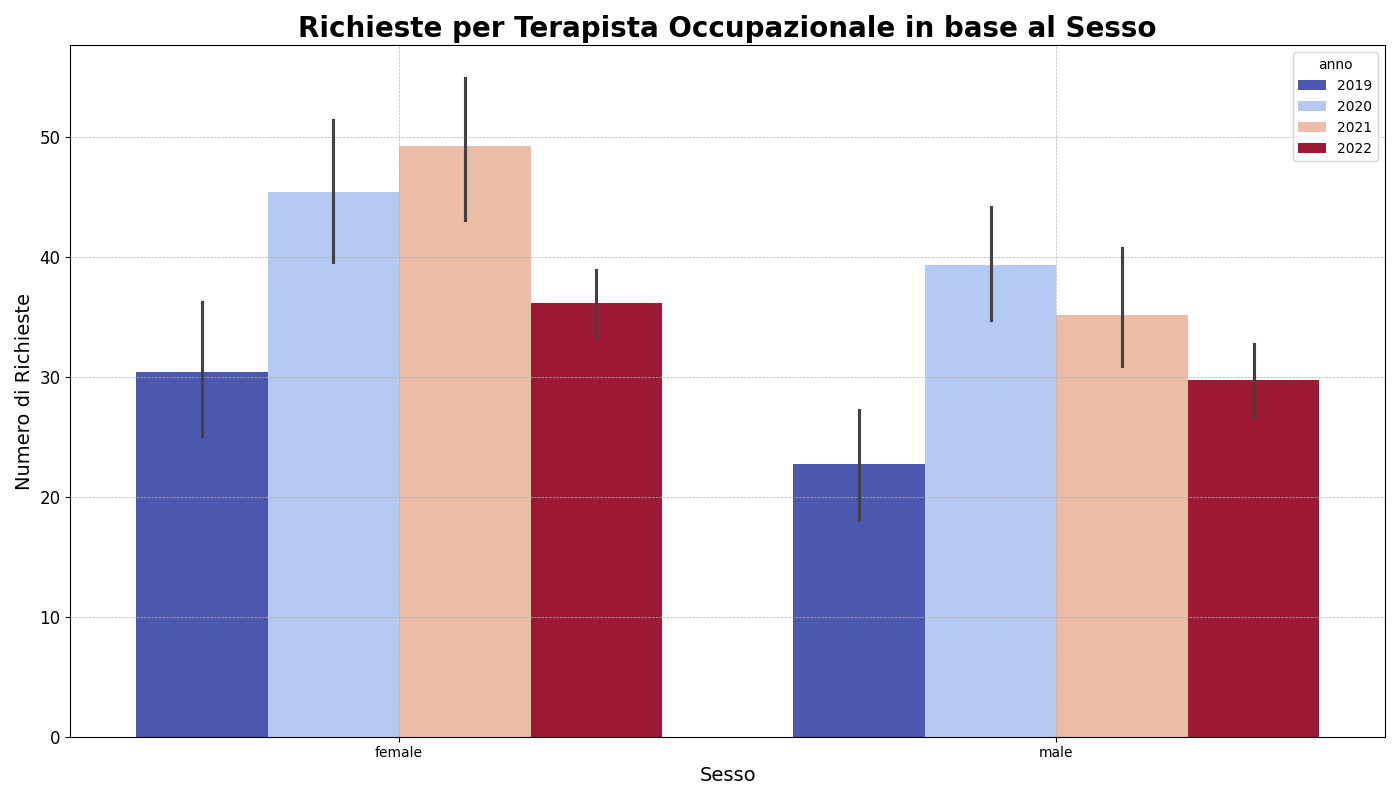 Richieste per Terapista Occupazionale in base al Sesso
anno
2019
2020
2021
2022
Numero di Richieste
50
40
30
20
10
0
female
male
Sesso